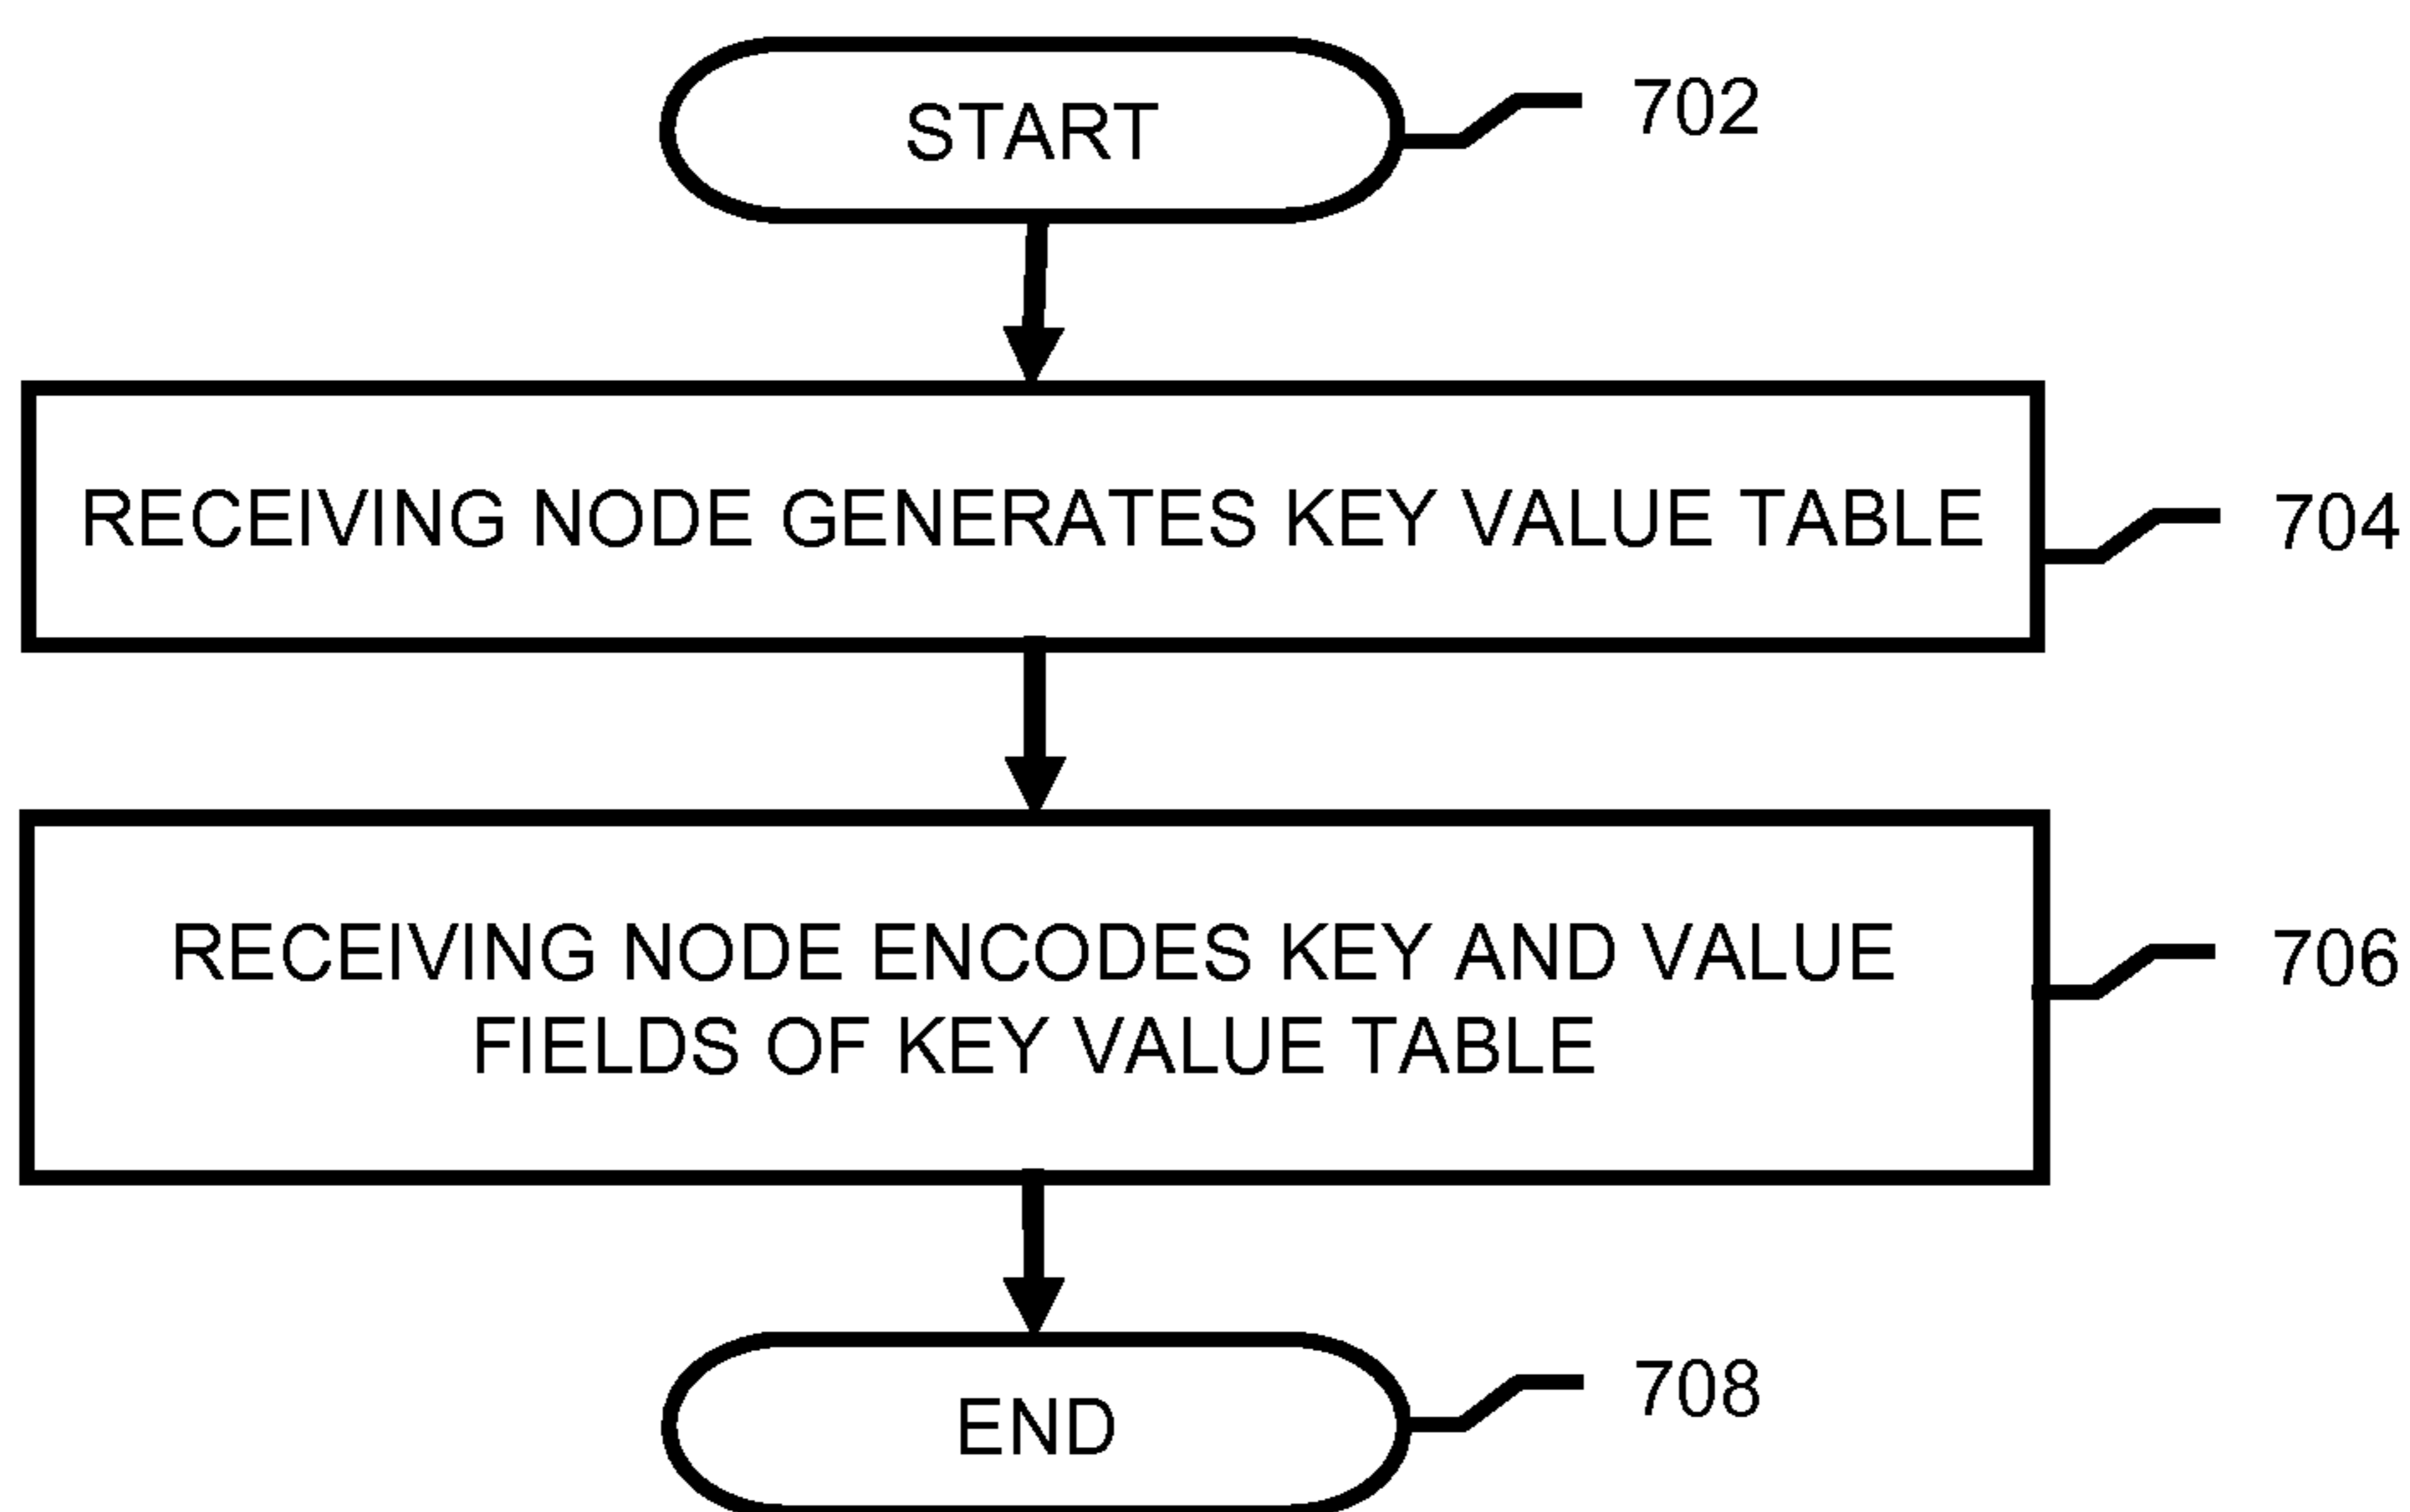 START
702
RECEIVING NODE GENERATES KEY VALUE TABLE
704
RECEIVING NODE ENCODES KEY AND VALUE
FIELDS OF KEY VALUE TABLE
706
END
708